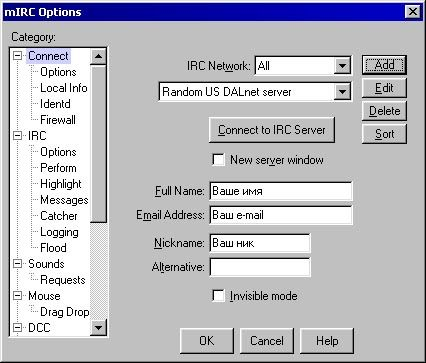 mIRC Options
Category:
Connect
Options
Local Info
Identd
Firewall
IRC
Options
Perform
Highlight
Messages
Catcher
Logging
Flood
Sounds
Requests
Mouse
Drag Drop
DCC
IRC Network: All
Random US DALnet server
Add
Edit
Delete
Sort
Connect to IRC Server
New server window
Full Name: Ваше имя
Email Address: Ваш e-mail
Nickname: Ваш ник
Alternative:
Invisible mode
OK Cancel Help